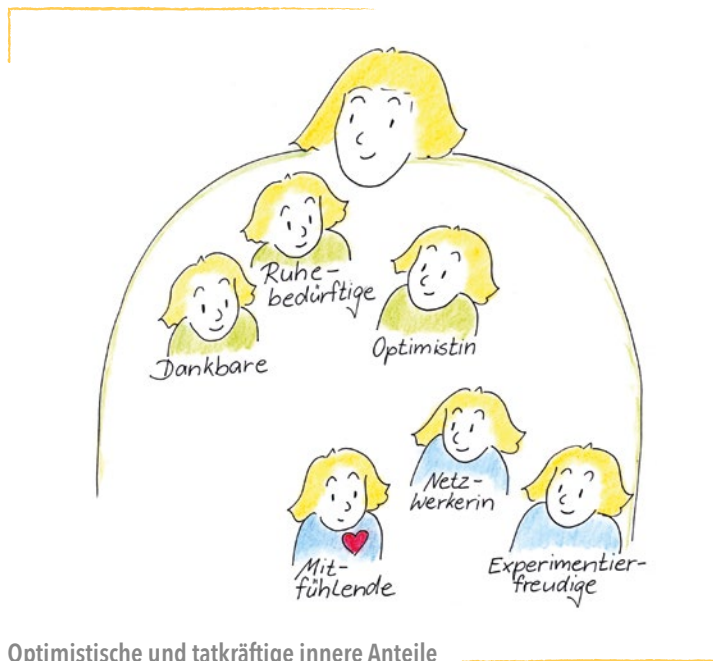 Ruhe-
bedürftige
Dankbare
Optimistin
Netz-
Werkerin
Mit-
fühlende
Experimentier-
freudige
Optimistische und tatkräftige innere Anteile